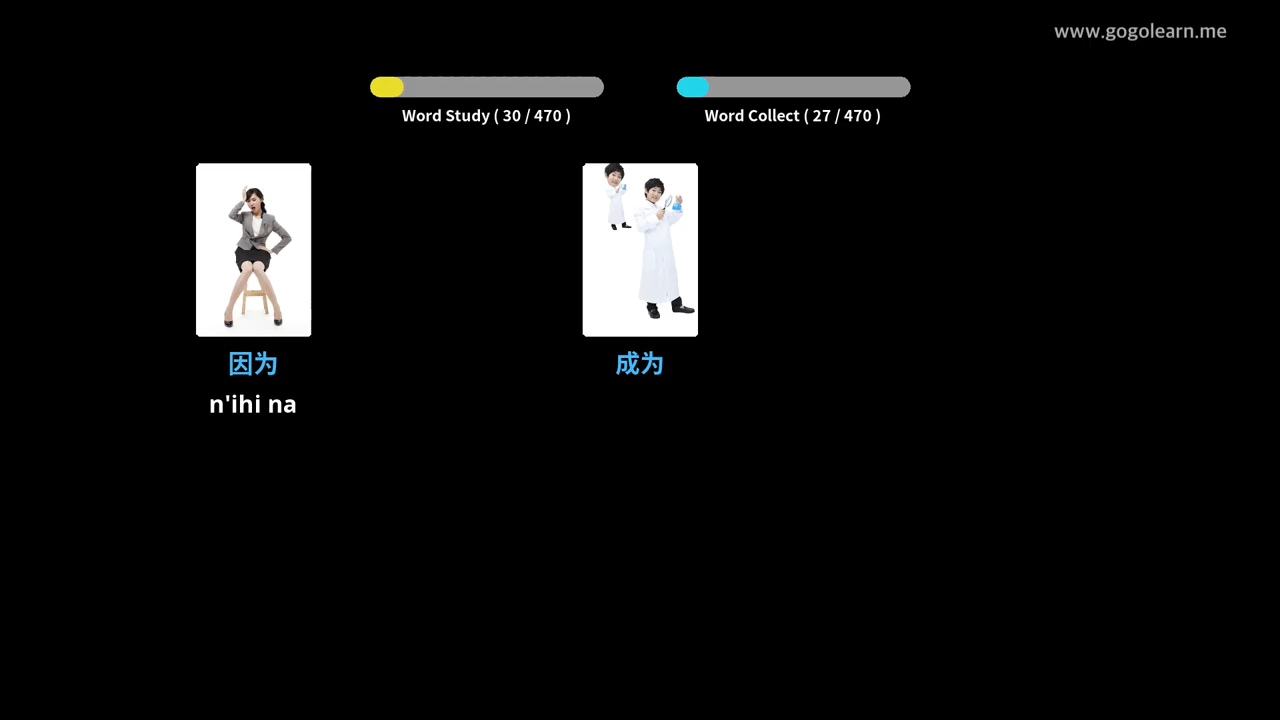 www.gogolearn.me
Word Study ( 30 / 470 )
Word Collect ( 27 / 470 )
因为
n'ihi na
成为